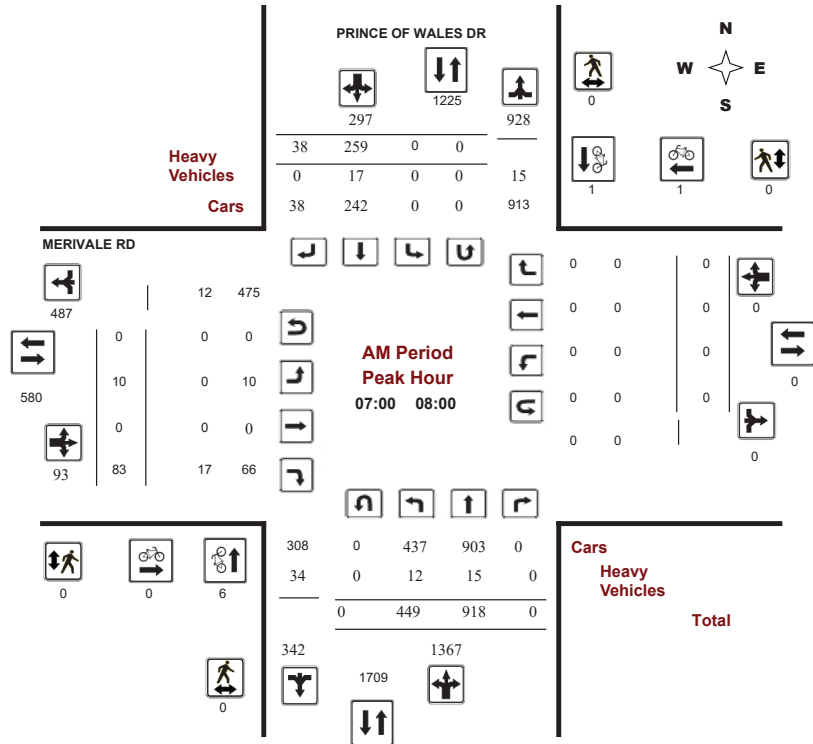 PRINCE OF WALES DR
N
W E
S
1225
0
297 928
38 259 0 0
Heavy
Vehicles
0 17 0 0 15
1 1 0
Cars
38 242 0 0 913
MERIVALE RD
0 0 0
487
12 475
0 0 0 0
0 0 0
580
AM Period
Peak Hour
07:00 08:00
0 0 0
0
10 0 10
0 0 0
0 0 0
93
83 17 66
0 0
0
308 0 437 903 0
Cars
34 0 12 15 0
Heavy
Vehicles
0 0 6
0 449 918 0
Total
342 1367
1709
0